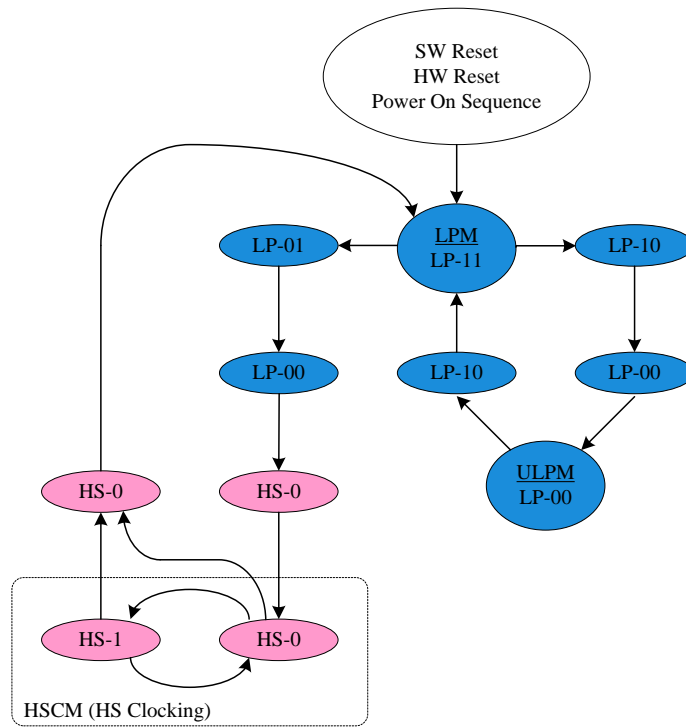 SW Reset
HW Reset
Power On Sequence
LPM
LP-11
LP-01
LP-10
LP-00
LP-10
LP-00
ULPM
LP-00
HS-0
HS-0
HS-1
HS-0
HSCM (HS Clocking)